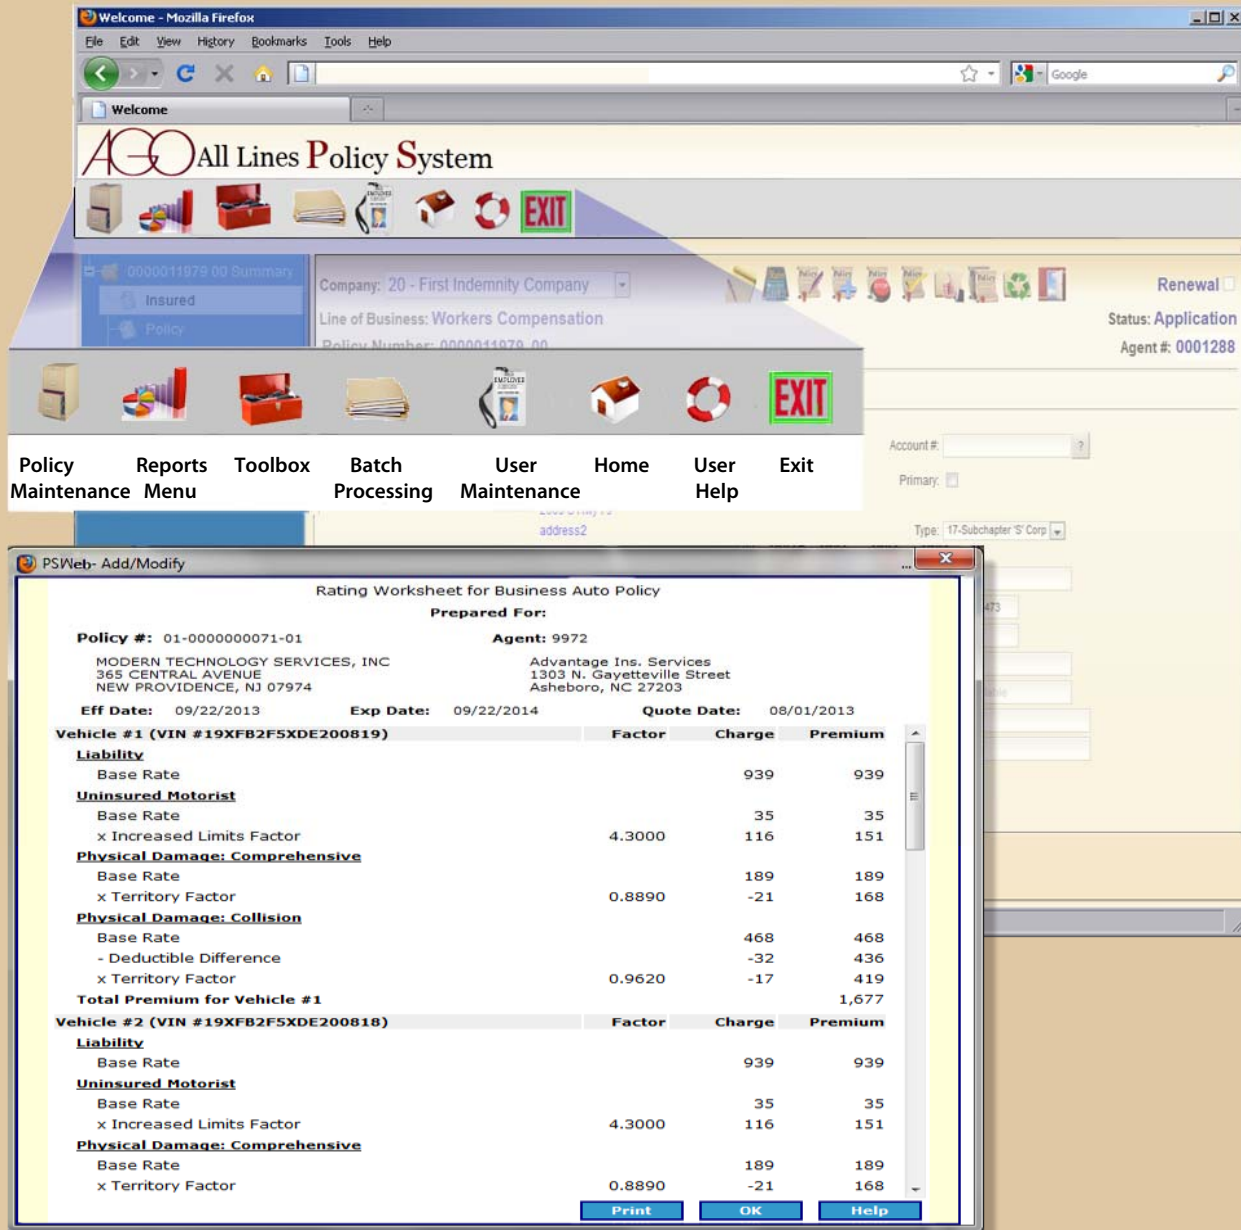 Welcome - Mozilla Firefox
File Edit View History Bookmarks Tools Help
Google
Welcome
AGO All Lines Policy System
EMPLOYEE EXIT
0000011979 00 Summary
Insured
Policy
Company: 20 - First Indemnity Company
Renewal
Line of Business: Workers Compensation
Status: Application
Policy Number: 0000011979 00
Agent #: 0001288
EMPLOYEE EXIT
Policy Maintenance
Reports Menu
Toolbox
Batch Processing
User Maintenance
Home
User Help
Exit
Account #: ?
Primary:
address2
Type: 17-Subchapter 'S' Corp
473
PSWeb- Add/Modify ... X
Rating Worksheet for Business Auto Policy
Prepared For:
Policy #: 01-0000000071-01 Agent: 9972
MODERN TECHNOLOGY SERVICES, INC Advantage Ins. Services
365 CENTRAL AVENUE 1303 N. Gayetteville Street
NEW PROVIDENCE, NJ 07974 Asheboro, NC 27203
Eff Date: 09/22/2013 Exp Date: 09/22/2014 Quote Date: 08/01/2013
Vehicle #1 (VIN #19XFB2F5XDE200819) Factor Charge Premium
Liability
Base Rate 939 939
Uninsured Motorist
Base Rate 35 35
x Increased Limits Factor 4.3000 116 151
Physical Damage: Comprehensive
Base Rate 189 189
x Territory Factor 0.8890 -21 168
Physical Damage: Collision
Base Rate 468 468
- Deductible Difference -32 436
x Territory Factor 0.9620 -17 419
Total Premium for Vehicle #1 1,677
Vehicle #2 (VIN #19XFB2F5XDE200818) Factor Charge Premium
Liability
Base Rate 939 939
Uninsured Motorist
Base Rate 35 35
x Increased Limits Factor 4.3000 116 151
Physical Damage: Comprehensive
Base Rate 189 189
x Territory Factor 0.8890 -21 168
Print OK Help